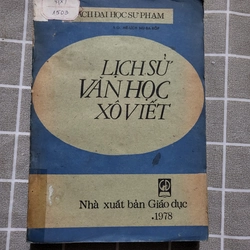 SÁCH ĐẠI HỌC SƯ PHẠM
LỊCH SỬ
VĂN HỌC
XÔ VIẾT
Nhà xuất bản Giáo dục
1978